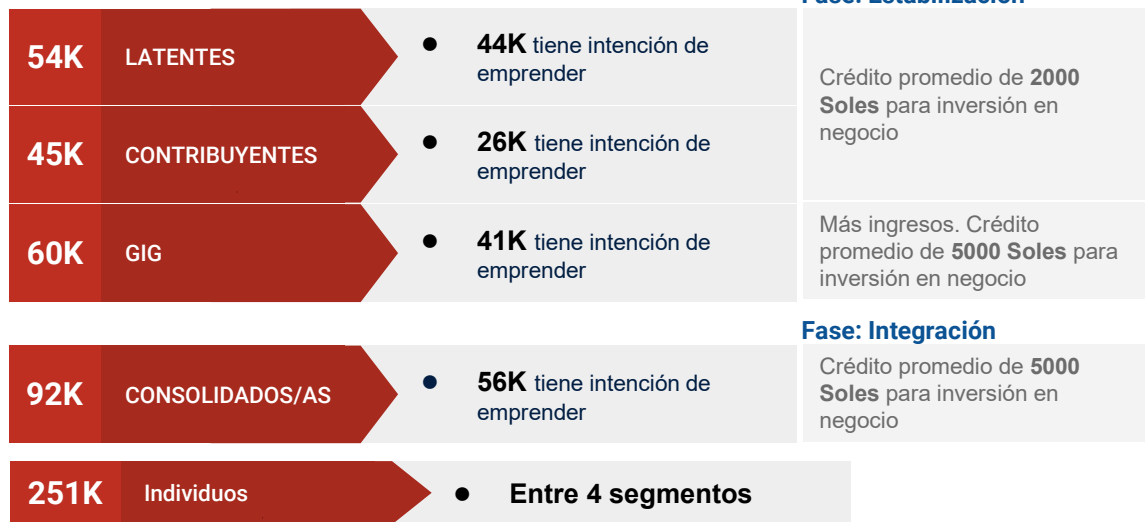 Fase: Estabilización
54K
LATENTES
● 44K tiene intención de
emprender
Crédito promedio de 2000
Soles para inversión en
negocio
45K
CONTRIBUYENTES
● 26K tiene intención de
emprender
60K
GIG
● 41K tiene intención de
emprender
Más ingresos. Crédito
promedio de 5000 Soles para
inversión en negocio
Fase: Integración
92K
CONSOLIDADOS/AS
● 56K tiene intención de
emprender
Crédito promedio de 5000
Soles para inversión en
negocio
251K
Individuos
● Entre 4 segmentos